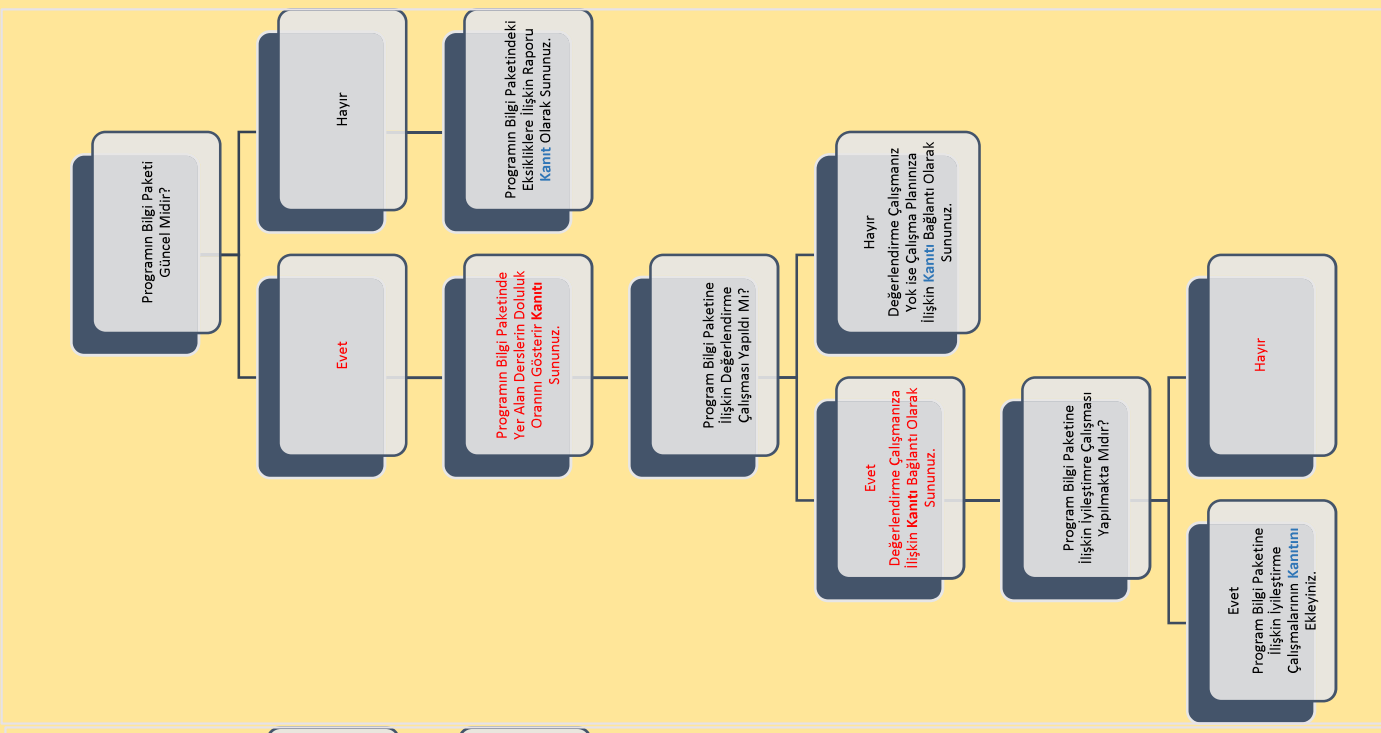 Programın Bilgi Paketi
Güncel Midir?
Evet
Hayır
Programın Bilgi Paketinde
Yer Alan Derslerin Doluluk
Oranını Gösterir Kanıtı
Sununuz.
Programın Bilgi Paketindeki
Eksikliklere İlişkin Raporu
Kanıt Olarak Sununuz.
Program Bilgi Paketine
İlişkin Değerlendirme
Çalışması Yapıldı Mı?
Evet
Değerlendirme Çalışmanıza
İlişkin Kanıtı Bağlantı Olarak
Sununuz.
Hayır
Değerlendirme Çalışmanız
Yok ise Çalışma Planınıza
İlişkin Kanıtı Bağlantı Olarak
Sununuz.
Program Bilgi Paketine
İlişkin İyileştimre Çalışması
Yapılmakta Mıdır?
Evet
Program Bilgi Paketine
İlişkin İyileştirme
Çalışmalarının Kanıtını
Ekleyiniz.
Hayır